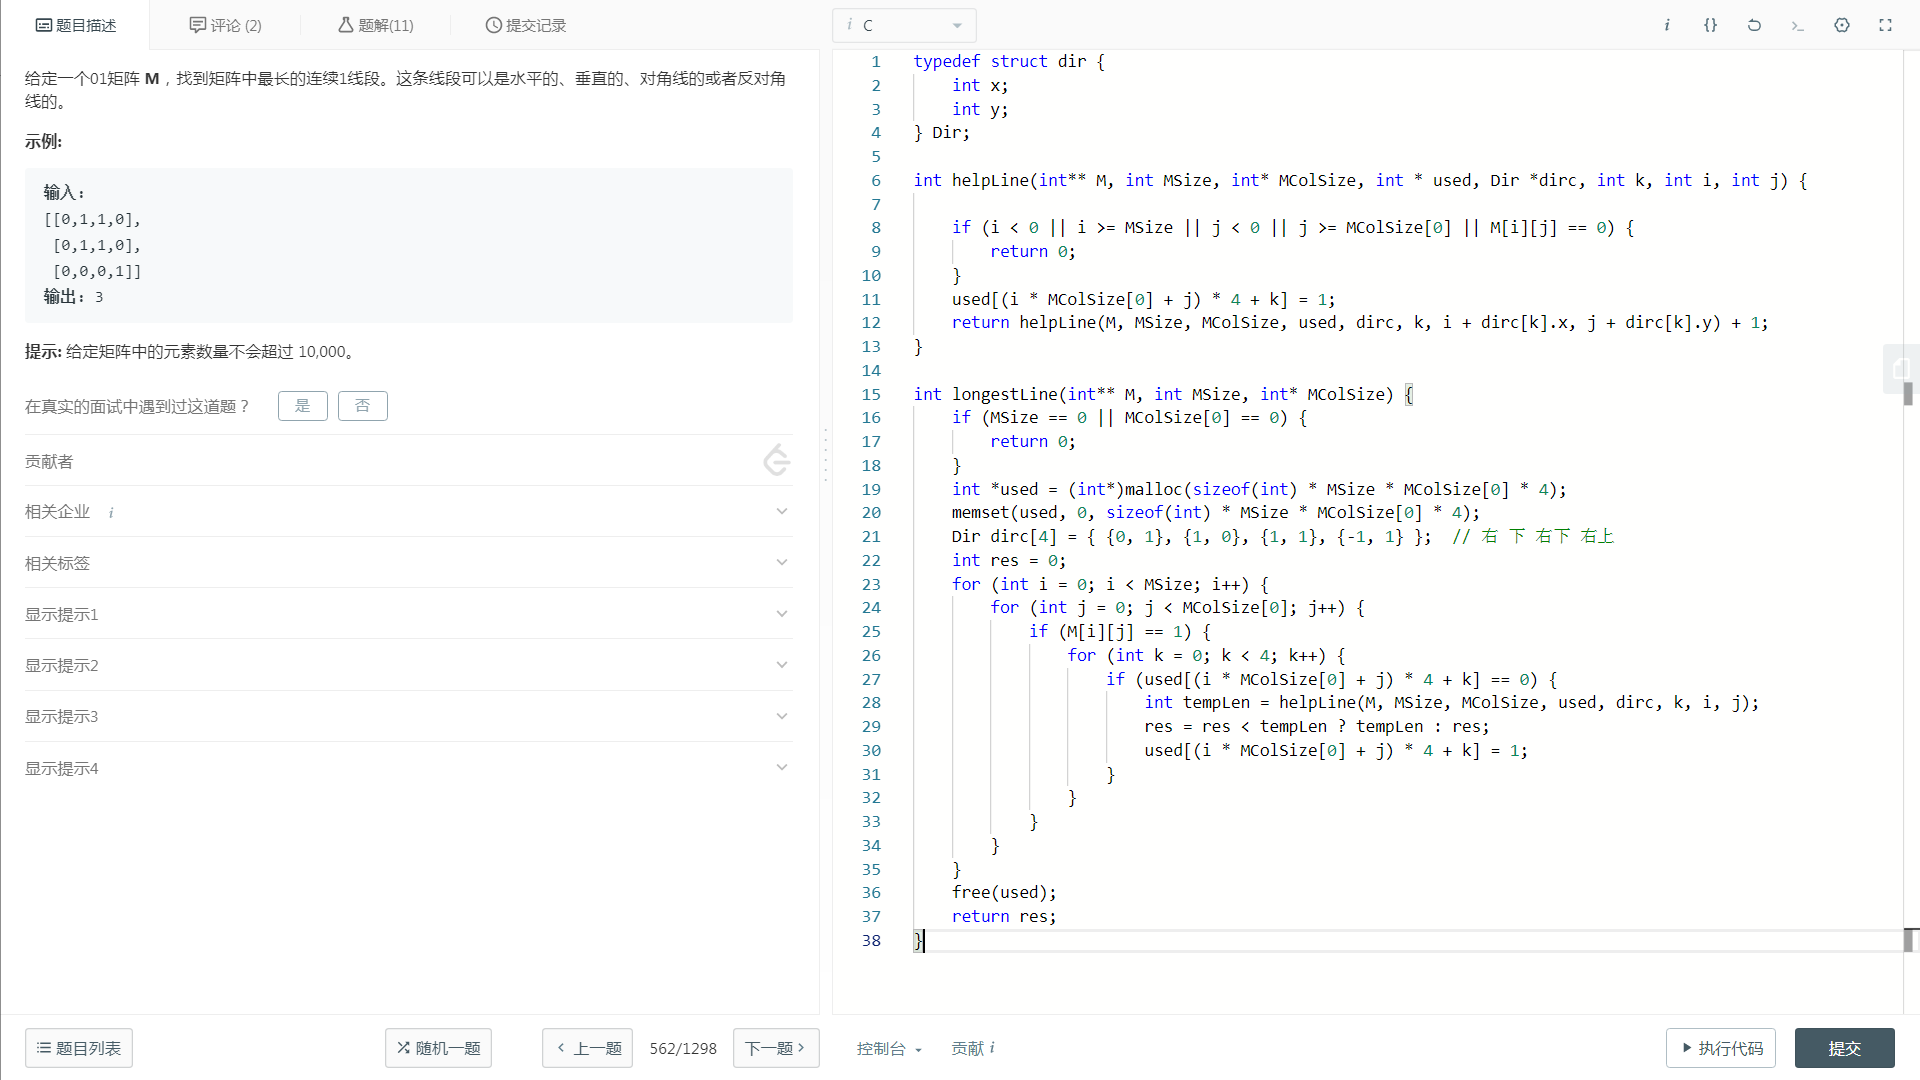 题目描述
评论 (2)
题解(11)
提交记录
给定一个01矩阵 M，找到矩阵中最长的连续1线段。这条线段可以是水平的、垂直的、对角线的或者反对角
线的。
示例:
输入:
[[0,1,1,0],
 [0,1,1,0],
 [0,0,0,1]]
输出: 3
提示: 给定矩阵中的元素数量不会超过 10,000。
在真实的面试中遇到过这道题？ 是 否
贡献者
相关企业 i
相关标签
显示提示1
显示提示2
显示提示3
显示提示4
题目列表
随机一题
上一题
562/1298
下一题
i C
i {}
1 typedef struct dir {
2     int x;
3     int y;
4 } Dir;
5
6 int helpLine(int** M, int MSize, int* MColSize, int * used, Dir *dirc, int k, int i, int j) {
7
8     if (i < 0 || i >= MSize || j < 0 || j >= MColSize[0] || M[i][j] == 0) {
9         return 0;
10     }
11     used[(i * MColSize[0] + j) * 4 + k] = 1;
12     return helpLine(M, MSize, MColSize, used, dirc, k, i + dirc[k].x, j + dirc[k].y) + 1;
13 }
14
15 int longestLine(int** M, int MSize, int* MColSize) {
16     if (MSize == 0 || MColSize[0] == 0) {
17         return 0;
18     }
19     int *used = (int*)malloc(sizeof(int) * MSize * MColSize[0] * 4);
20     memset(used, 0, sizeof(int) * MSize * MColSize[0] * 4);
21     Dir dirc[4] = { {0, 1}, {1, 0}, {1, 1}, {-1, 1} };  // 右 下 右下 右上
22     int res = 0;
23     for (int i = 0; i < MSize; i++) {
24         for (int j = 0; j < MColSize[0]; j++) {
25             if (M[i][j] == 1) {
26                 for (int k = 0; k < 4; k++) {
27                     if (used[(i * MColSize[0] + j) * 4 + k] == 0) {
28                         int tempLen = helpLine(M, MSize, MColSize, used, dirc, k, i, j);
29                         res = res < tempLen ? tempLen : res;
30                         used[(i * MColSize[0] + j) * 4 + k] = 1;
31                     }
32                 }
33             }
34         }
35     }
36     free(used);
37     return res;
38 }
控制台
贡献 i
执行代码
提交